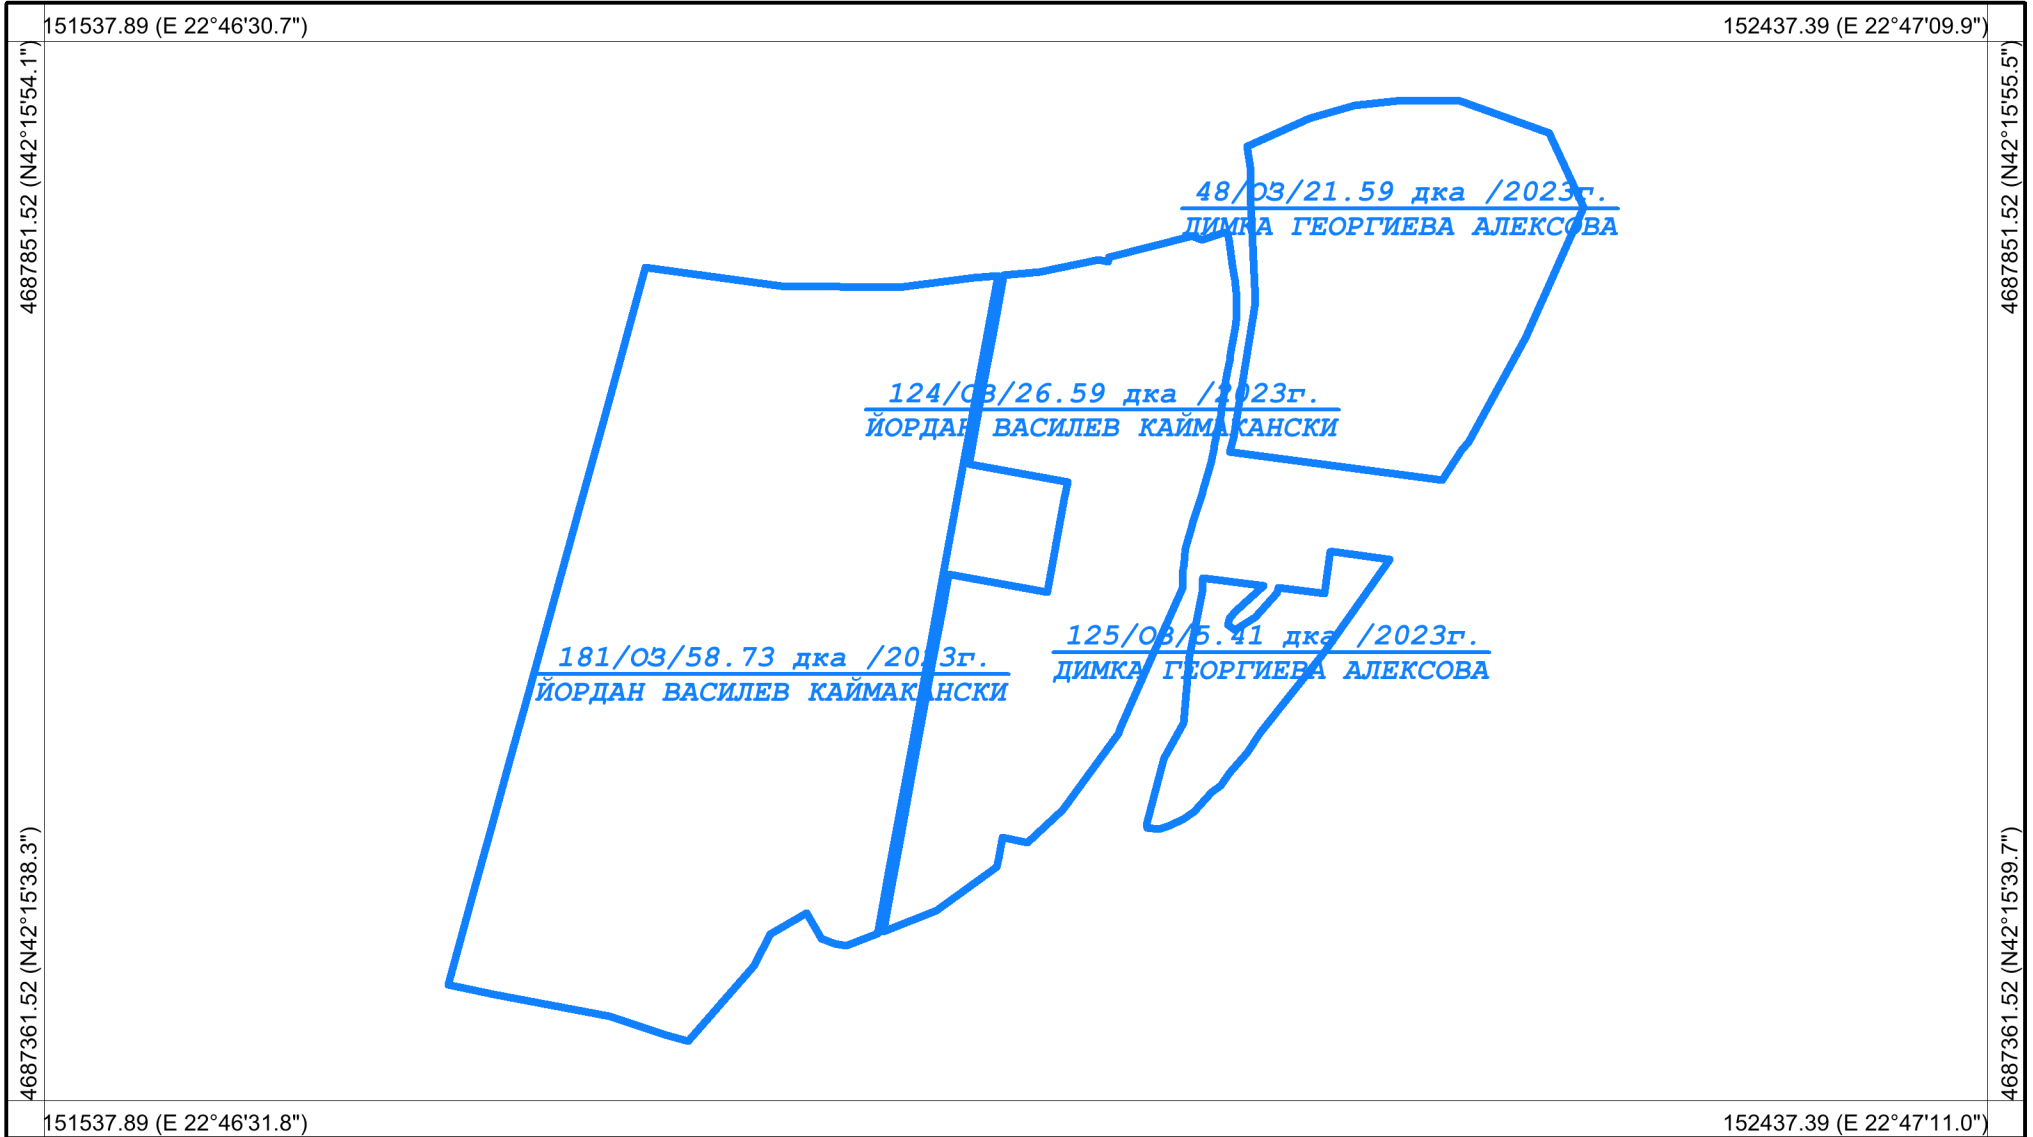 151537.89 (E 22°46'30.7")
152437.39 (E 22°47'09.9")
4687851.52 (N42°15'54.1")
4687851.52 (N42°15'55.5")
48/ОЗ/21.59 дка /2023г.
ДИМКА ГЕОРГИЕВА АЛЕКСОВА
124/ОЗ/26.59 дка /2023г.
ЙОРДАН ВАСИЛЕВ КАЙМАКАНСКИ
125/ОЗ/5.41 дка /2023г.
ДИМКА ГЕОРГИЕВА АЛЕКСОВА
181/ОЗ/58.73 дка /2023г.
ЙОРДАН ВАСИЛЕВ КАЙМАКАНСКИ
4687361.52 (N42°15'38.3")
4687361.52 (N42°15'39.7")
151537.89 (E 22°46'31.8")
152437.39 (E 22°47'11.0")